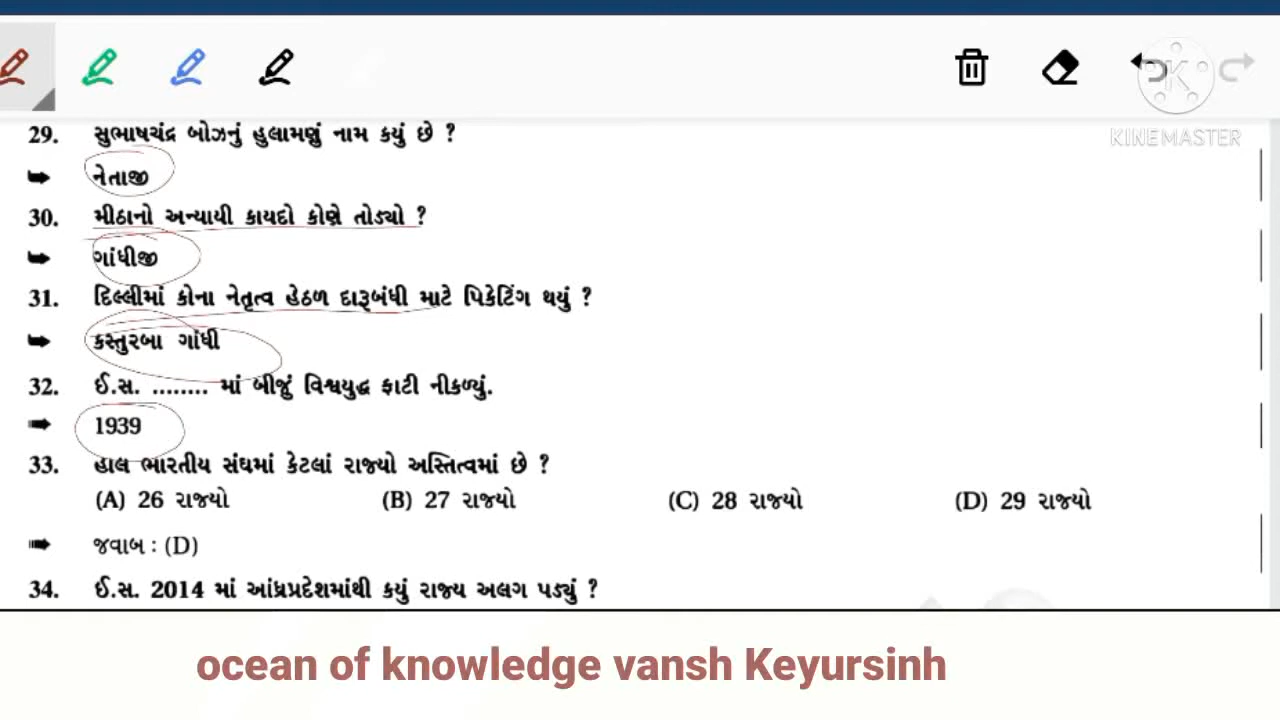 KINEMASTER
29. સુભાષચંદ્ર બોઝનું હુલામણું નામ કયું છે ?
➡ નેતાજી
30. મીઠાનો અન્યાયી કાયદો કોણે તોડ્યો ?
➡ ગાંધીજી
31. દિલ્લીમાં કોના નેતૃત્વ હેઠળ દારૂબંધી માટે પિકેટિંગ થયું ?
➡ કસ્તુરબા ગાંધી
32. ઈ.સ. ........ માં બીજું વિશ્વયુદ્ધ ફાટી નીકળ્યું.
➡ 1939
33. હાલ ભારતીય સંઘમાં કેટલાં રાજ્યો અસ્તિત્વમાં છે ?
(A) 26 રાજ્યો (B) 27 રાજ્યો (C) 28 રાજ્યો (D) 29 રાજ્યો
➡ જવાબ : (D)
34. ઈ.સ. 2014 માં આંધ્રપ્રદેશમાંથી કયું રાજ્ય અલગ પડ્યું ?
ocean of knowledge vansh Keyursinh